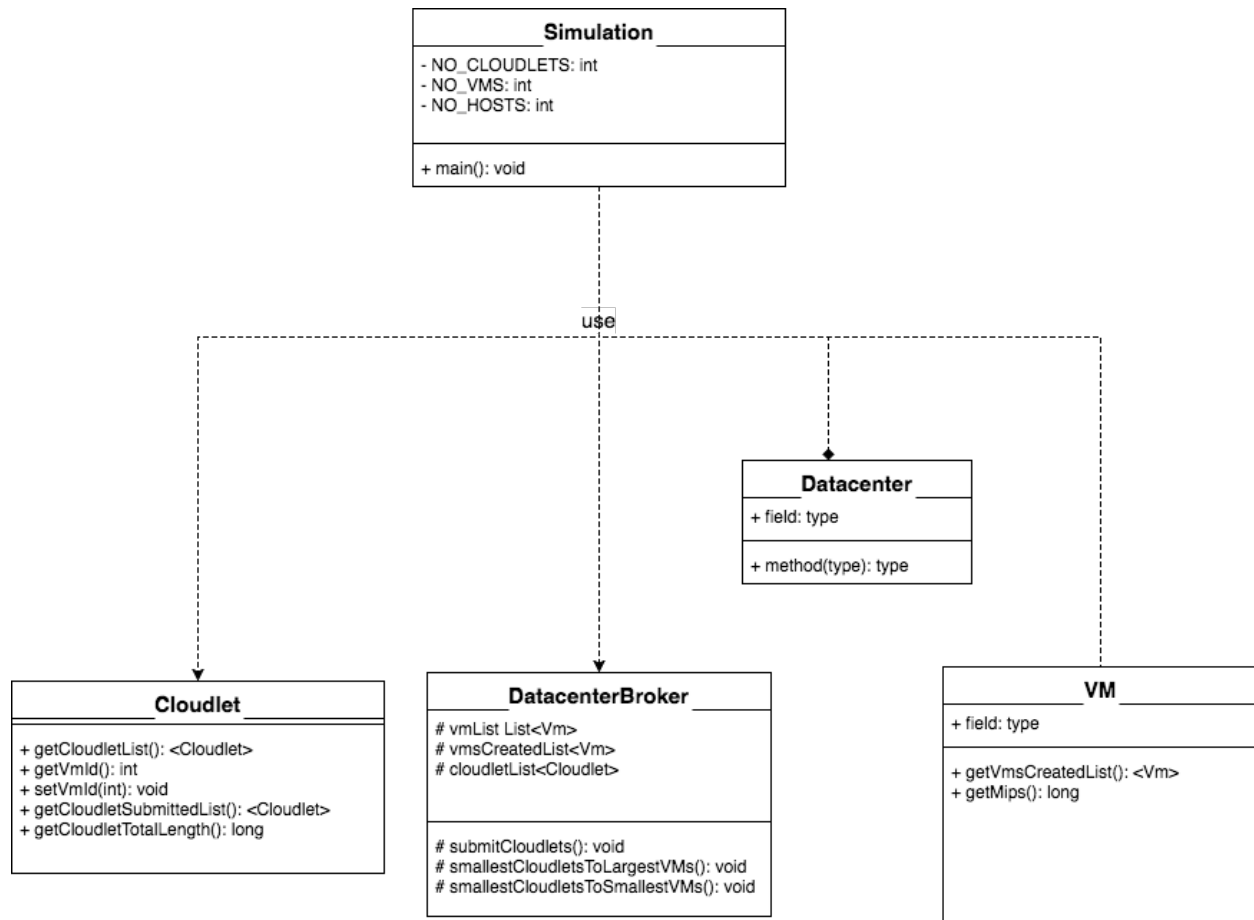 Simulation
- NO_CLOUDLETS: int
- NO_VMS: int
- NO_HOSTS: int
+ main(): void
use
Datacenter
+ field: type
+ method(type): type
Cloudlet
+ getCloudletList(): <Cloudlet>
+ getVmId(): int
+ setVmId(int): void
+ getCloudletSubmittedList(): <Cloudlet>
+ getCloudletTotalLength(): long
DatacenterBroker
# vmList List<Vm>
# vmsCreatedList<Vm>
# cloudletList<Cloudlet>
# submitCloudlets(): void
# smallestCloudletsToLargestVMs(): void
# smallestCloudletsToSmallestVMs(): void
VM
+ field: type
+ getVmsCreatedList(): <Vm>
+ getMips(): long